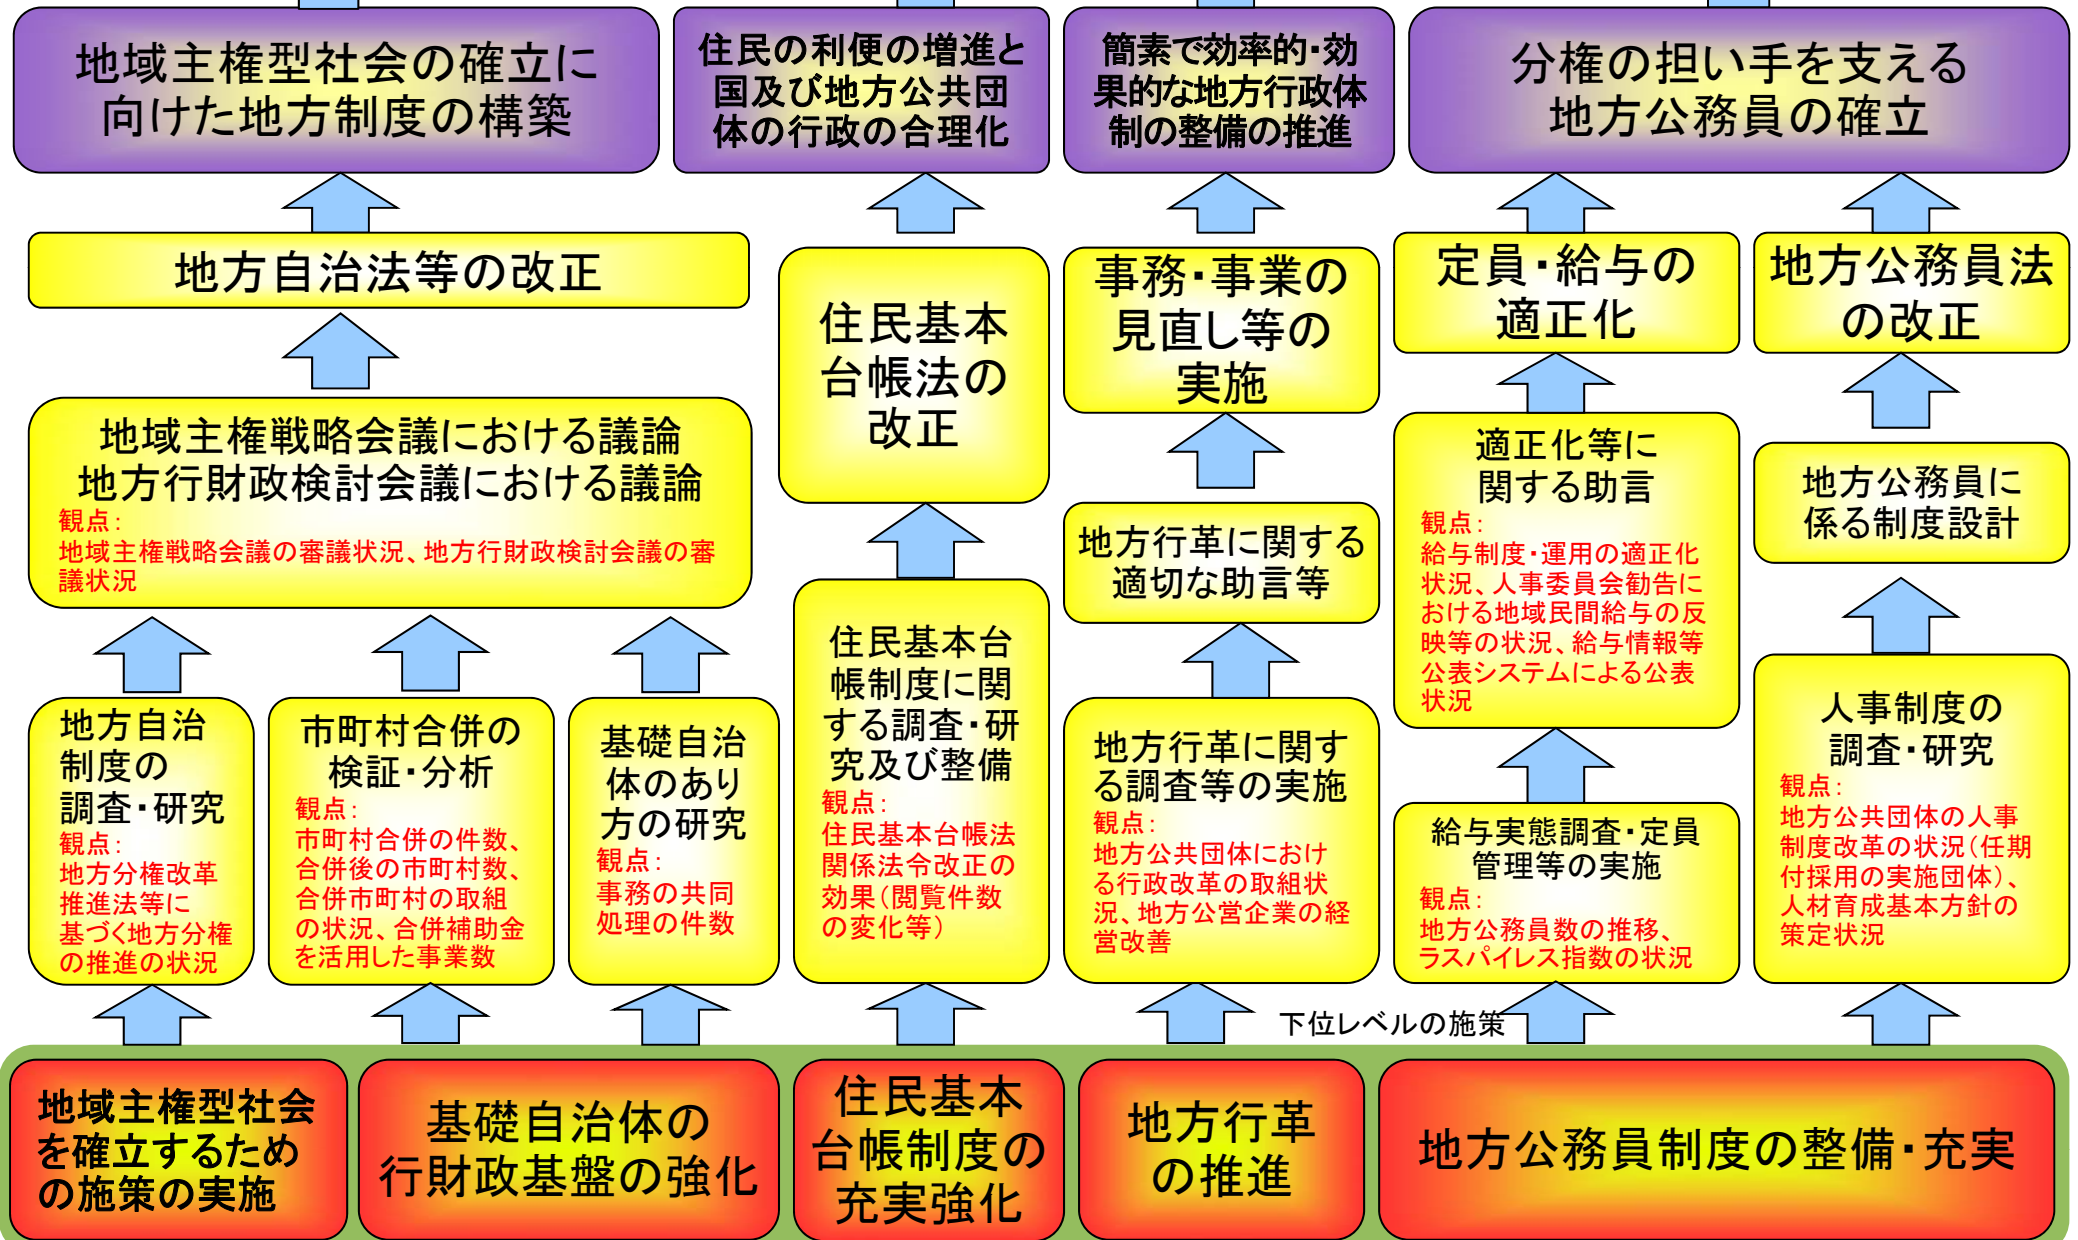 地域主権型社会の確立に
向けた地方制度の構築
住民の利便の増進と
国及び地方公共団
体の行政の合理化
簡素で効率的・効
果的な地方行政体
制の整備の推進
分権の担い手を支える
地方公務員の確立
地方自治法等の改正
住民基本
台帳法の
改正
事務・事業の
見直し等の
実施
定員・給与の
適正化
地方公務員法
の改正
地域主権戦略会議における議論
地方行財政検討会議における議論
観点：
地域主権戦略会議の審議状況、地方行財政検討会議の審
議状況
地方行革に関する
適切な助言等
適正化等に
関する助言
観点：
給与制度・運用の適正化
状況、人事委員会勧告に
おける地域民間給与の反
映等の状況、給与情報等
公表システムによる公表
状況
地方公務員に
係る制度設計
地方自治
制度の
調査・研究
観点：
地方分権改革
推進法等に
基づく地方分権
の推進の状況
市町村合併の
検証・分析
観点：
市町村合併の件数、
合併後の市町村数、
合併市町村の取組
の状況、合併補助金
を活用した事業数
基礎自治
体のあり
方の研究
観点：
事務の共同
処理の件数
住民基本台
帳制度に関
する調査・研
究及び整備
観点：
住民基本台帳法
関係法令改正の
効果（閲覧件数
の変化等）
地方行革に関す
る調査等の実施
観点：
地方公共団体におけ
る行政改革の取組状
況、地方公営企業の経
営改善
給与実態調査・定員
管理等の実施
観点：
地方公務員数の推移、
ラスパイレス指数の状況
人事制度の
調査・研究
観点：
地方公共団体の人事
制度改革の状況（任期
付採用の実施団体）、
人材育成基本方針の
策定状況
下位レベルの施策
地域主権型社会
を確立するため
の施策の実施
基礎自治体の
行財政基盤の強化
住民基本
台帳制度の
充実強化
地方行革
の推進
地方公務員制度の整備・充実